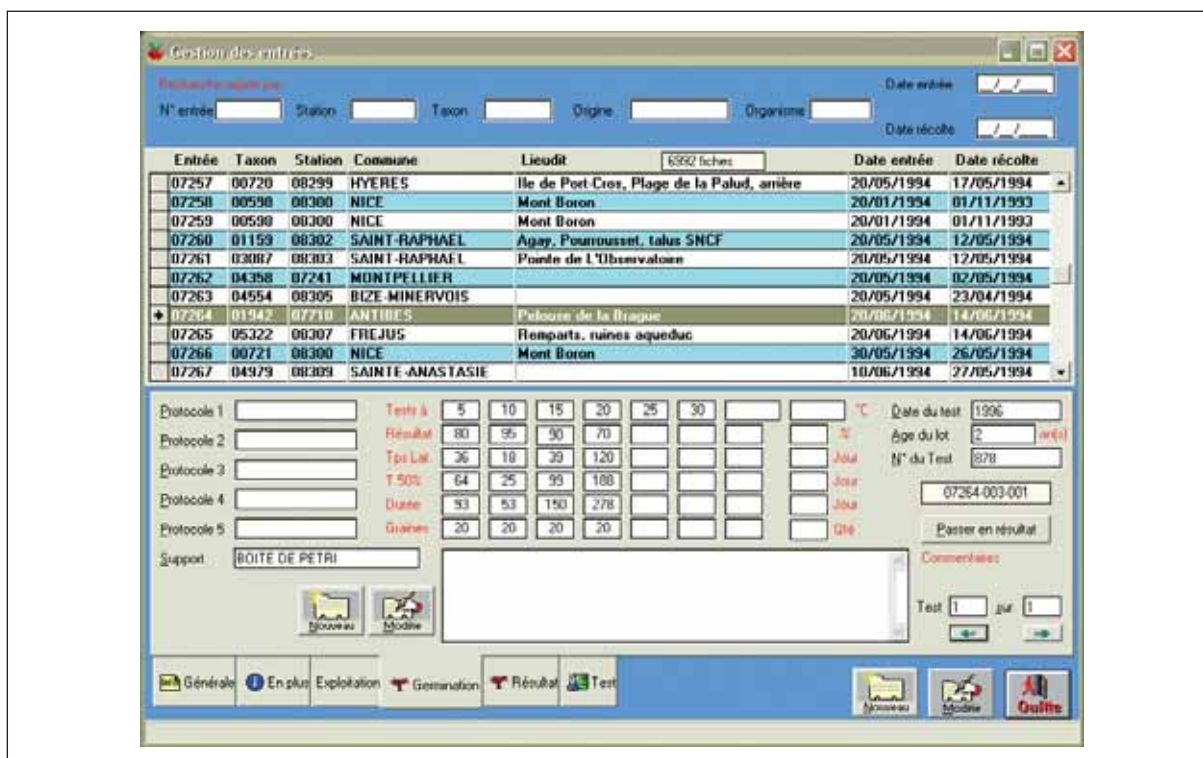 Gestion des entrées
Date entrée __/__/__
N° entrée Station Taxon Origine Organisme
Date récolte __/__/__
Entrée Taxon Station Commune Lieudit 6992 fiches Date entrée Date récolte
07257 00720 08299 HYERES Ile de Port-Cros, Plage de la Palud, arrière 20/05/1994 17/05/1994
07258 00590 08300 NICE Mont Boron 20/01/1994 01/11/1993
07259 00590 08300 NICE Mont Boron 20/01/1994 01/11/1993
07260 01159 08302 SAINT-RAPHAEL Agay, Pourrousset, talus SNCF 20/05/1994 12/05/1994
07261 03087 08303 SAINT-RAPHAEL Pointe de L'Observatoire 20/05/1994 12/05/1994
07262 04358 07241 MONTPELLIER 20/05/1994 02/05/1994
07263 04554 08305 BIZE-MINERVOIS 20/05/1994 23/04/1994
07264 01942 07710 ANTIBES Pelouse de la Brague 20/06/1994 14/06/1994
07265 05322 08307 FREJUS Remparts, ruines aqueduc 20/06/1994 14/06/1994
07266 00721 08300 NICE Mont Boron 30/05/1994 26/05/1994
07267 04979 08309 SAINTE-ANASTASIE 10/06/1994 27/05/1994
Protocole 1 Tests à 5 10 15 20 25 30 °C Date du test 1996
Protocole 2 Résultat 80 95 90 70 % Age du lot 2 an(s)
Protocole 3 Tps Lat. 36 18 39 120 Jour N° du Test 878
T 50% 64 25 99 188 Jour
Protocole 4 Durée 93 53 150 278 Jour 07264-003-001
Protocole 5 Graines 20 20 20 20 Qté Passer en résultat
Support BOITE DE PETRI Commentaires
Nouveau Modifie Test 1 sur 1
Générale En plus Exploitation Germination Résultat Test
Nouveau Modifie Quitte